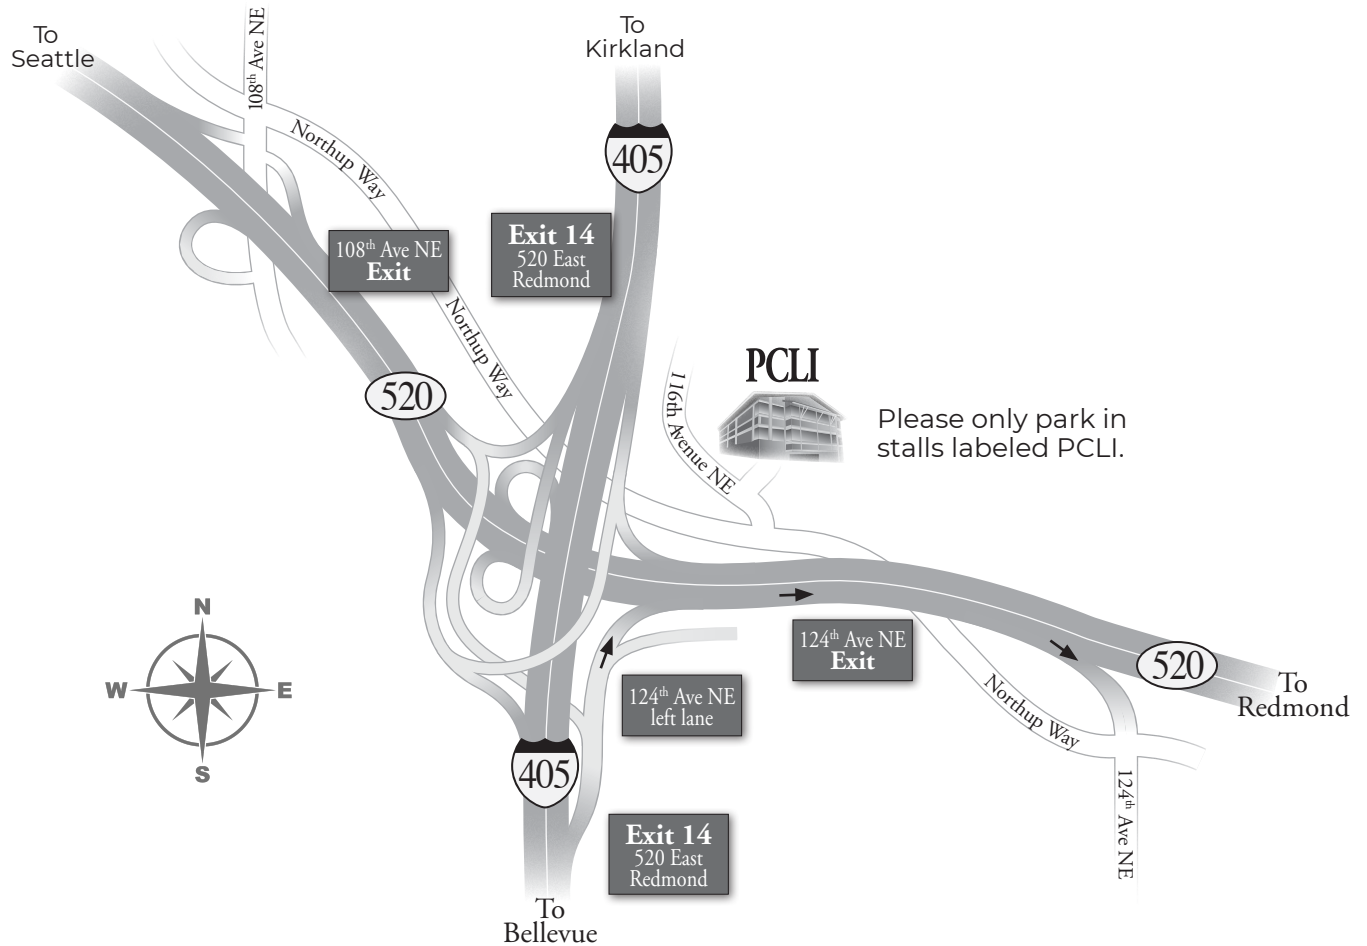 To
Seattle
108th Ave NE
To
Kirkland
Northup Way
405
108th Ave NE
Exit
Exit 14
520 East
Redmond
Northup Way
520
116th Avenue NE
PCLI
Please only park in
stalls labeled PCLI.
N
W
E
S
124th Ave NE
Exit
124th Ave NE
left lane
Northup Way
520
To
Redmond
405
124th Ave NE
Exit 14
520 East
Redmond
To
Bellevue